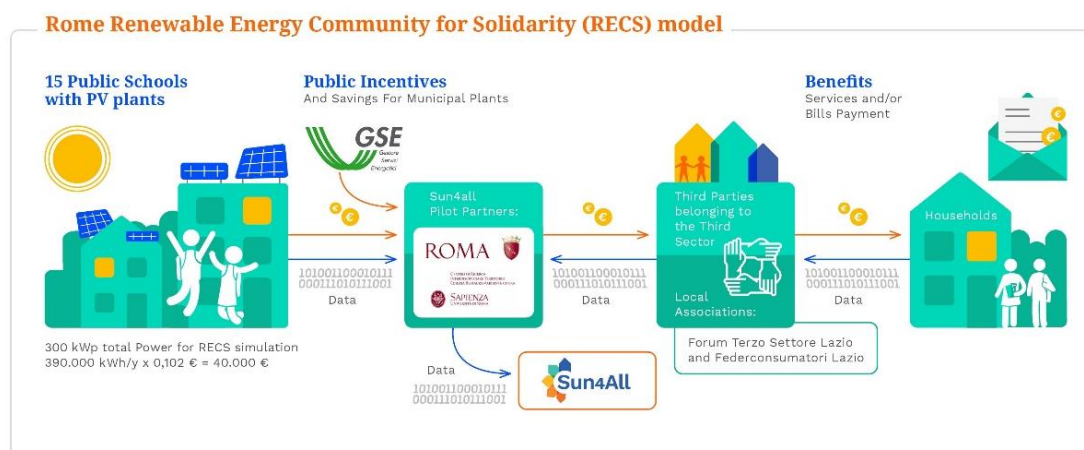 Rome Renewable Energy Community for Solidarity (RECS) model
15 Public Schools
with PV plants
Public Incentives
And Savings For Municipal Plants
Benefits
Services and/or
Bills Payment
GSE
Gestore
Servizi
Energetici
Sun4all
Pilot Partners:
ROMA
SAPIENZA
UNIVERSITÀ DI ROMA
Third Parties
belonging to
the Third
Sector
Local
Associations:
Households
101001100010111
000111010111001
Data
101001100010111
000111010111001
Data
101001100010111
000111010111001
Data
Forum Terzo Settore Lazio
and Federconsumatori Lazio
300 kWp total Power for RECS simulation
390.000 kWh/y x 0,102 € = 40.000 €
Data
101001100010111
000111010111001
Sun4All